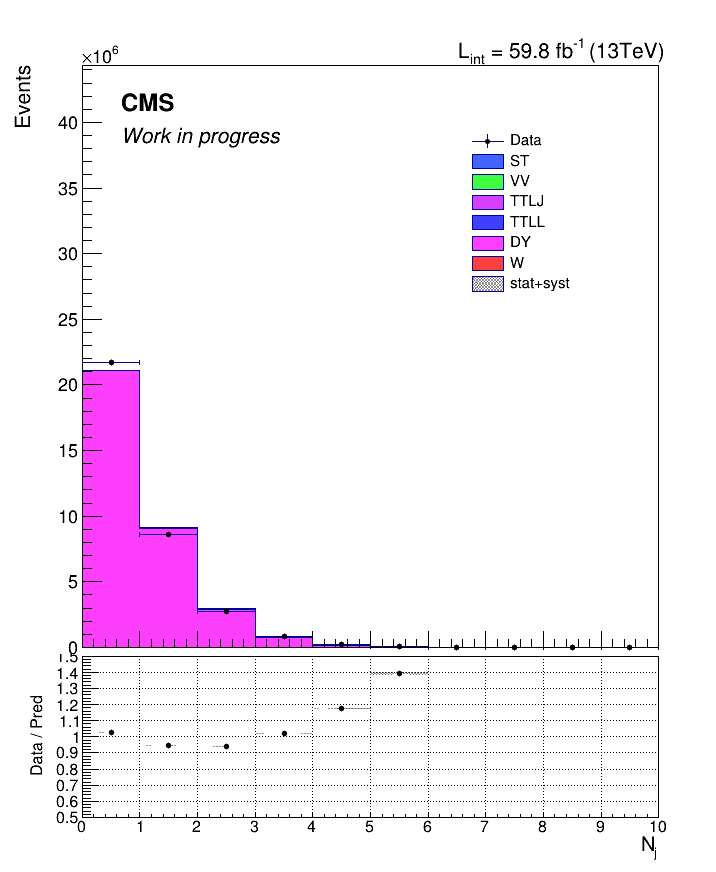 ×10⁶
L_int = 59.8 fb⁻¹ (13TeV)
Events
CMS
Work in progress
Data
ST
VV
TTLJ
TTLL
DY
W
stat+syst
40
35
30
25
20
15
10
5
0
Data / Pred
1.5
1.4
1.3
1.2
1.1
1
0.9
0.8
0.7
0.6
0.5
0 1 2 3 4 5 6 7 8 9 10
N_j